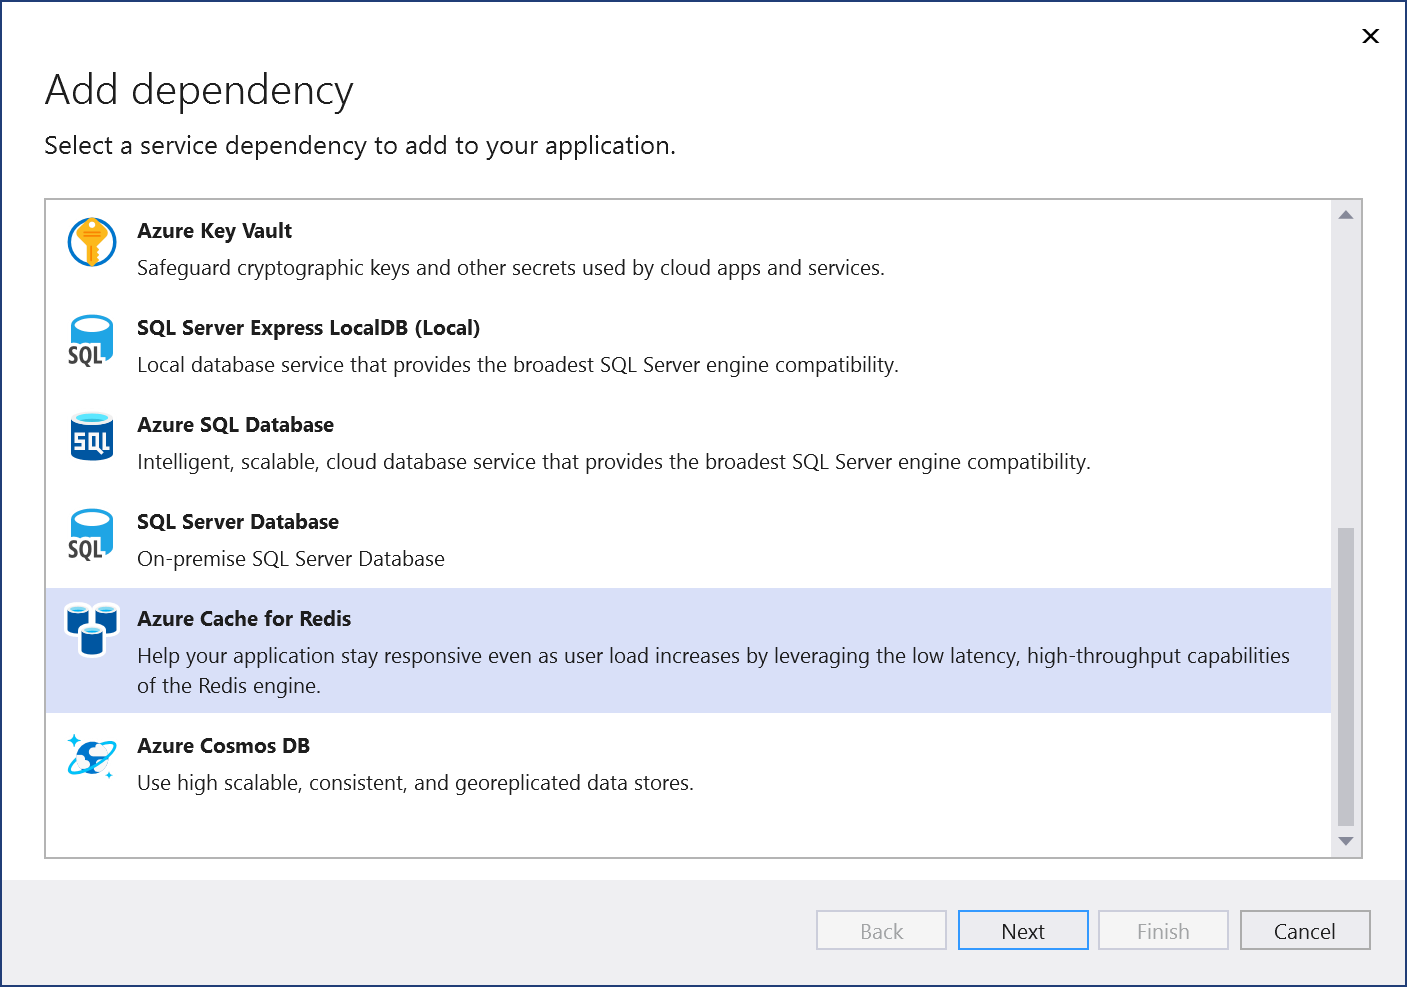 Add dependency
Select a service dependency to add to your application.
Azure Key Vault
Safeguard cryptographic keys and other secrets used by cloud apps and services.
SQL
SQL Server Express LocalDB (Local)
Local database service that provides the broadest SQL Server engine compatibility.
SQL
Azure SQL Database
Intelligent, scalable, cloud database service that provides the broadest SQL Server engine compatibility.
SQL
SQL Server Database
On-premise SQL Server Database
Azure Cache for Redis
Help your application stay responsive even as user load increases by leveraging the low latency, high-throughput capabilities
of the Redis engine.
Azure Cosmos DB
Use high scalable, consistent, and georeplicated data stores.
Back
Next
Finish
Cancel